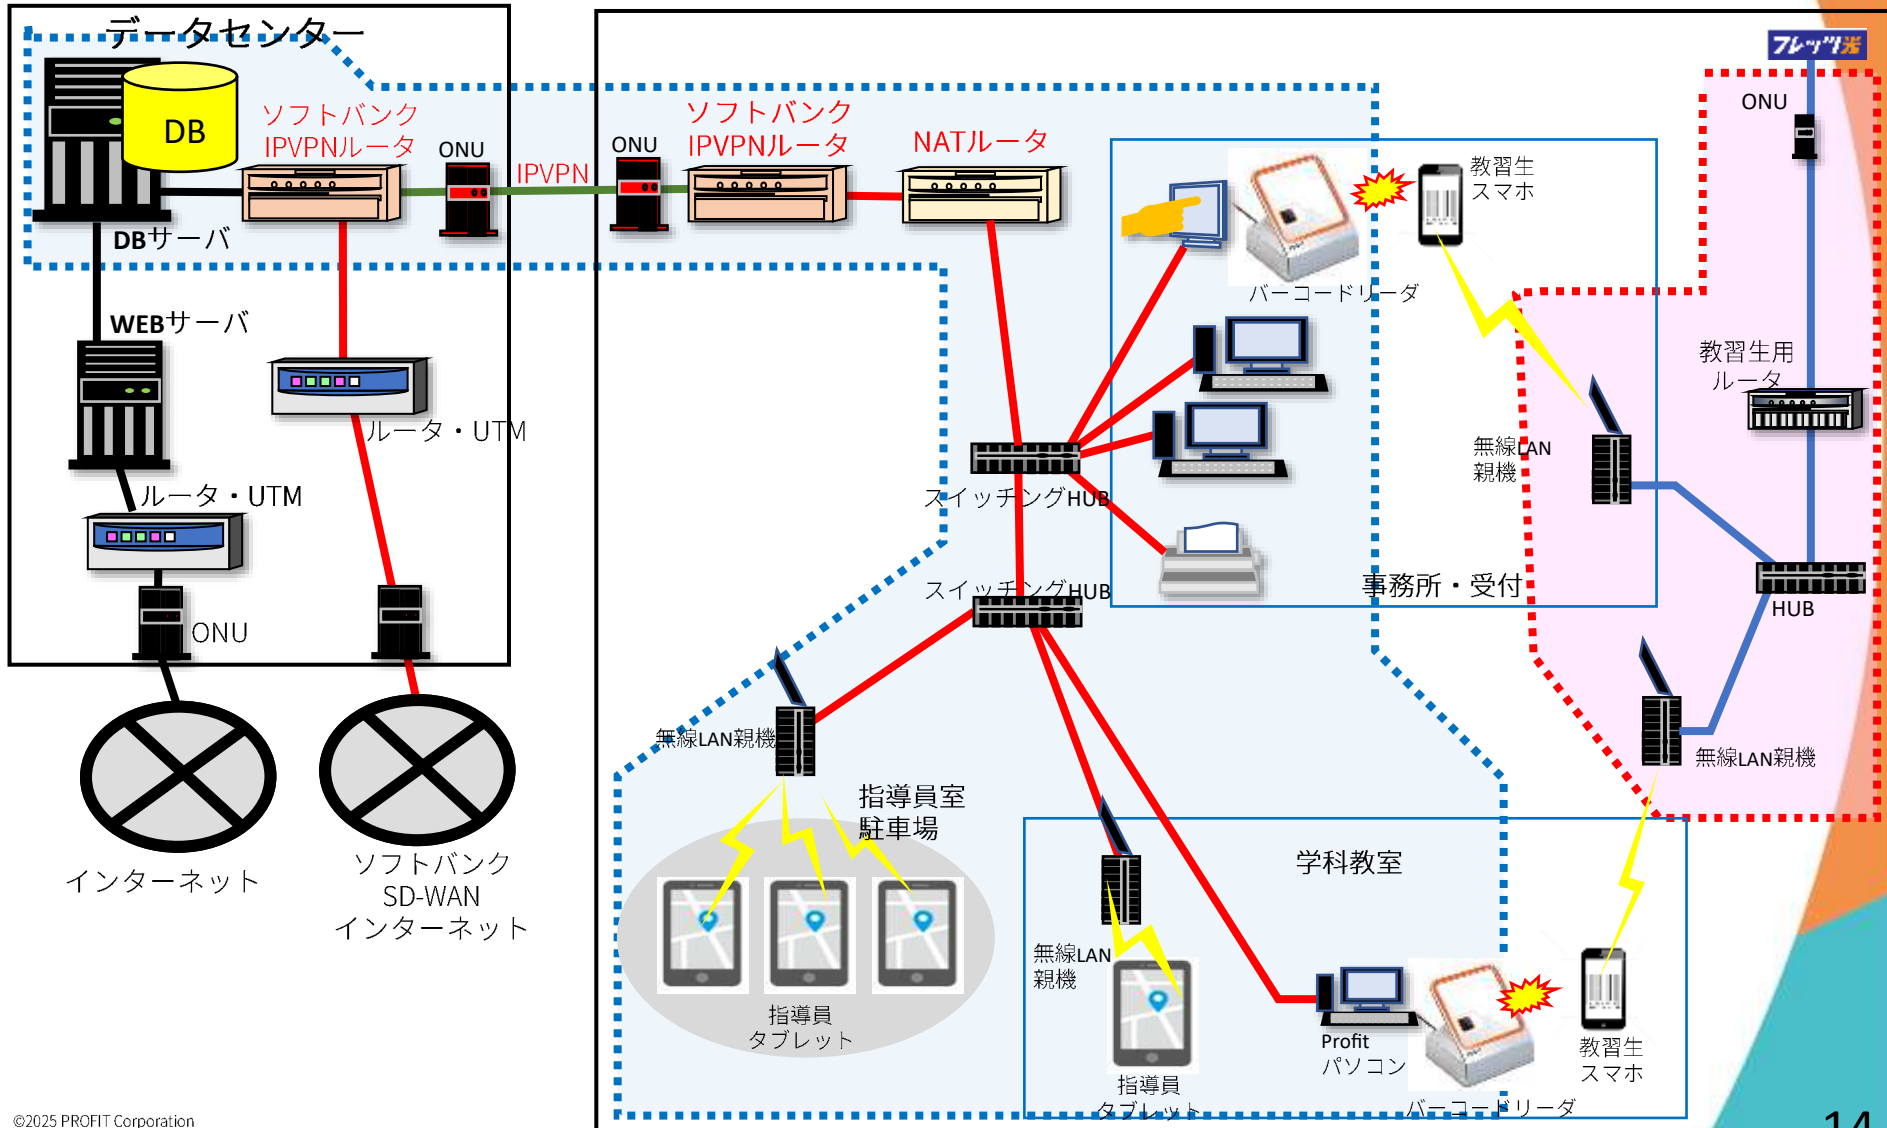 データセンター
DB
ソフトバンク
IPVPNルータ
ONU
IPVPN
ONU
ソフトバンク
IPVPNルータ
NATルータ
教習生
スマホ
フレッツ光
ONU
DBサーバ
バーコードリーダ
WEBサーバ
教習生用
ルータ
ルータ・UTM
無線LAN
親機
ルータ・UTM
スイッチングHUB
スイッチングHUB
事務所・受付
HUB
ONU
無線LAN親機
無線LAN親機
指導員室
駐車場
学科教室
インターネット
ソフトバンク
SD-WAN
インターネット
無線LAN
親機
指導員
タブレット
Profit
パソコン
教習生
スマホ
指導員
タブレット
バーコードリーダ
©2025 PROFIT Corporation
14